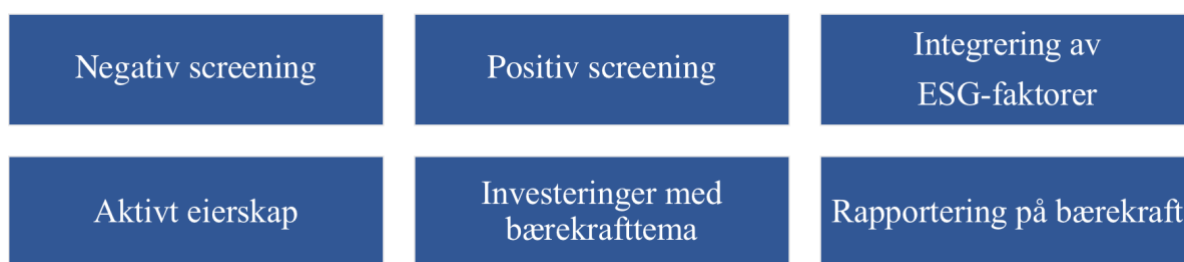 Negativ screening
Positiv screening
Integrering av
ESG-faktorer
Aktivt eierskap
Investeringer med
bærekrafttema
Rapportering på bærekraft